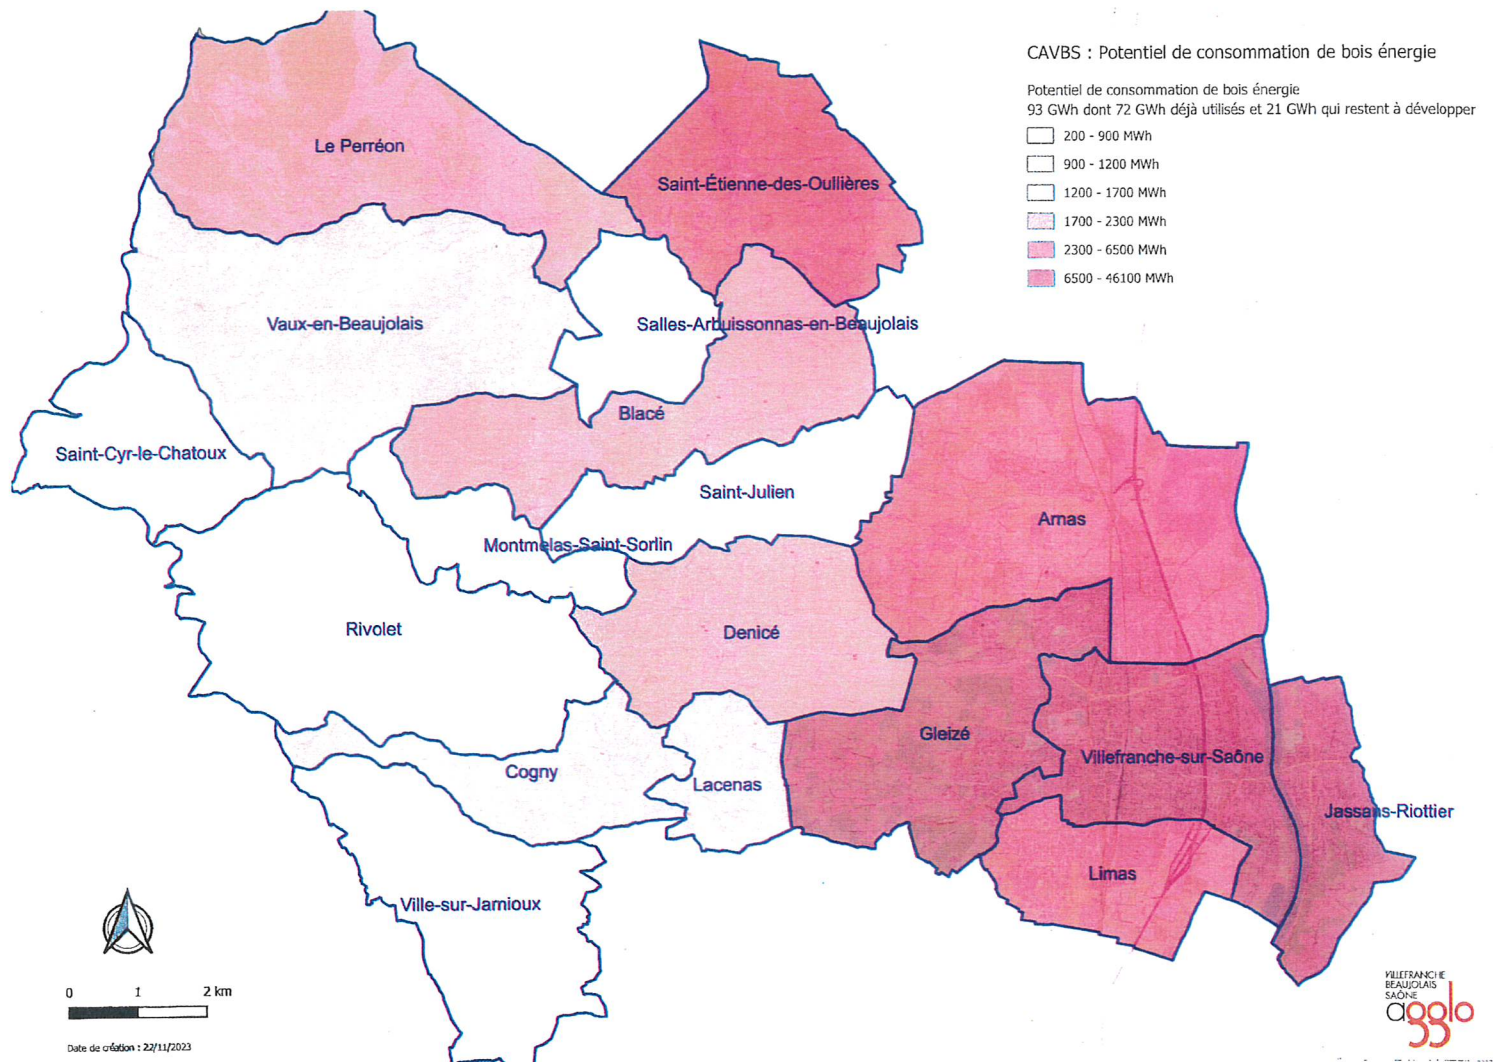 CAVBS : Potentiel de consommation de bois énergie
Potentiel de consommation de bois énergie
93 GWh dont 72 GWh déjà utilisés et 21 GWh qui restent à développer
200 - 900 MWh
900 - 1200 MWh
1200 - 1700 MWh
1700 - 2300 MWh
2300 - 6500 MWh
6500 - 46100 MWh
Le Perréon
Saint-Étienne-des-Oullières
Vaux-en-Beaujolais
Salles-Arbuissonnas-en-Beaujolais
Blacé
Saint-Cyr-le-Chatoux
Saint-Julien
Arnas
Montmelas-Saint-Sorlin
Rivolet
Denicé
Gleizé
Villefranche-sur-Saône
Cogny
Lacenas
Jassans-Riottier
Limas
Ville-sur-Jarnioux
0 1 2 km
Date de création : 22/11/2023
VILLEFRANCHE
BEAUJOLAIS
SAÔNE
agglo